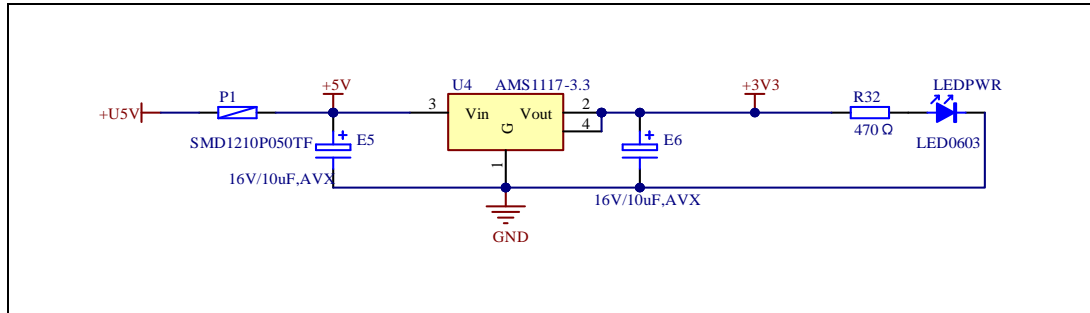 U4 AMS1117-3.3
+5V
+3V3
LEDPWR
P1
R32
+U5V
3
Vin
Vout
2
4
G
1
SMD1210P050TF
E5
E6
470 Ω
LED0603
16V/10uF,AVX
16V/10uF,AVX
GND